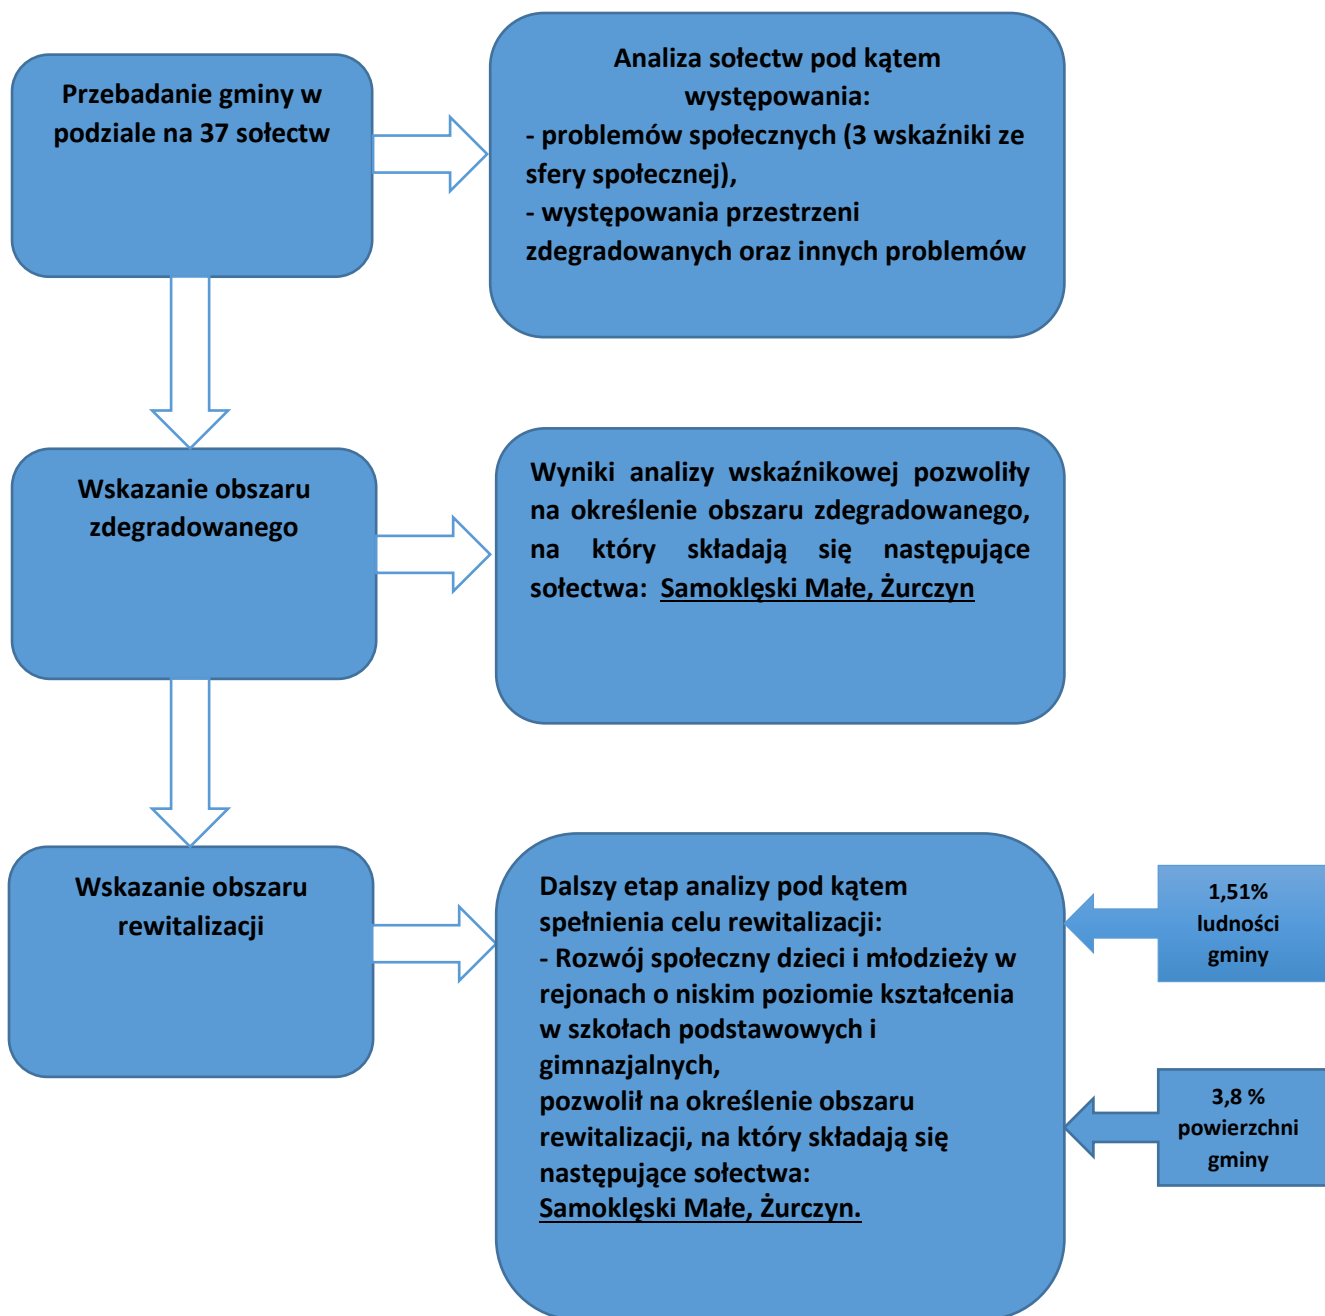 Przebadanie gminy w
podziale na 37 sołectw
Analiza sołectw pod kątem
występowania:
- problemów społecznych (3 wskaźniki ze
sfery społecznej),
- występowania przestrzeni
zdegradowanych oraz innych problemów
Wskazanie obszaru
zdegradowanego
Wyniki analizy wskaźnikowej pozwoliły
na określenie obszaru zdegradowanego,
na który składają się następujące
sołectwa: Samoklęski Małe, Żurczyn
Wskazanie obszaru
rewitalizacji
Dalszy etap analizy pod kątem
spełnienia celu rewitalizacji:
- Rozwój społeczny dzieci i młodzieży w
rejonach o niskim poziomie kształcenia
w szkołach podstawowych i
gimnazjalnych,
pozwolił na określenie obszaru
rewitalizacji, na który składają się
następujące sołectwa:
Samoklęski Małe, Żurczyn.
1,51%
ludności
gminy
3,8 %
powierzchni
gminy